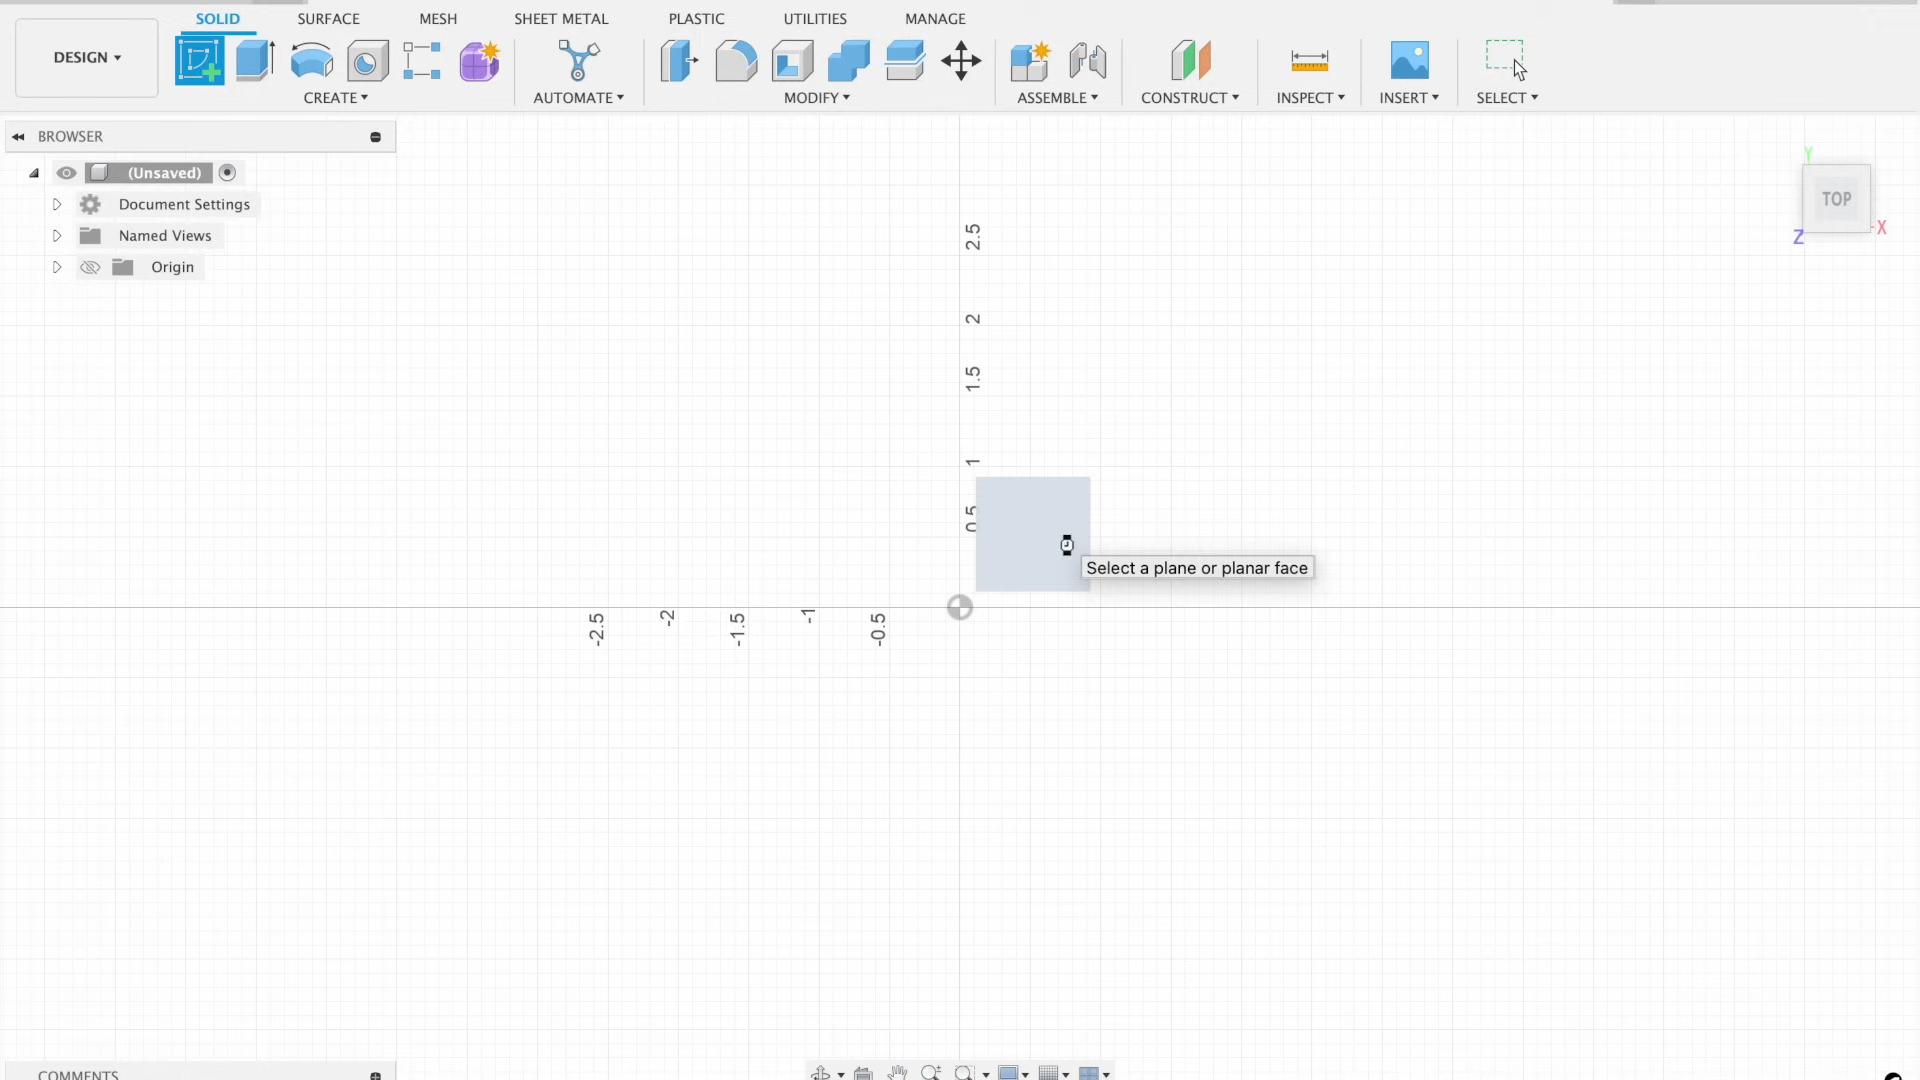 SOLID SURFACE MESH SHEET METAL PLASTIC UTILITIES MANAGE
DESIGN
CREATE AUTOMATE MODIFY ASSEMBLE CONSTRUCT INSPECT INSERT SELECT
BROWSER
(Unsaved)
Document Settings
Named Views
Origin
Y
TOP
X
Z
2.5
2
1.5
1
0.5
Select a plane or planar face
-2.5
-2
-1.5
-1
-0.5
COMMENTS